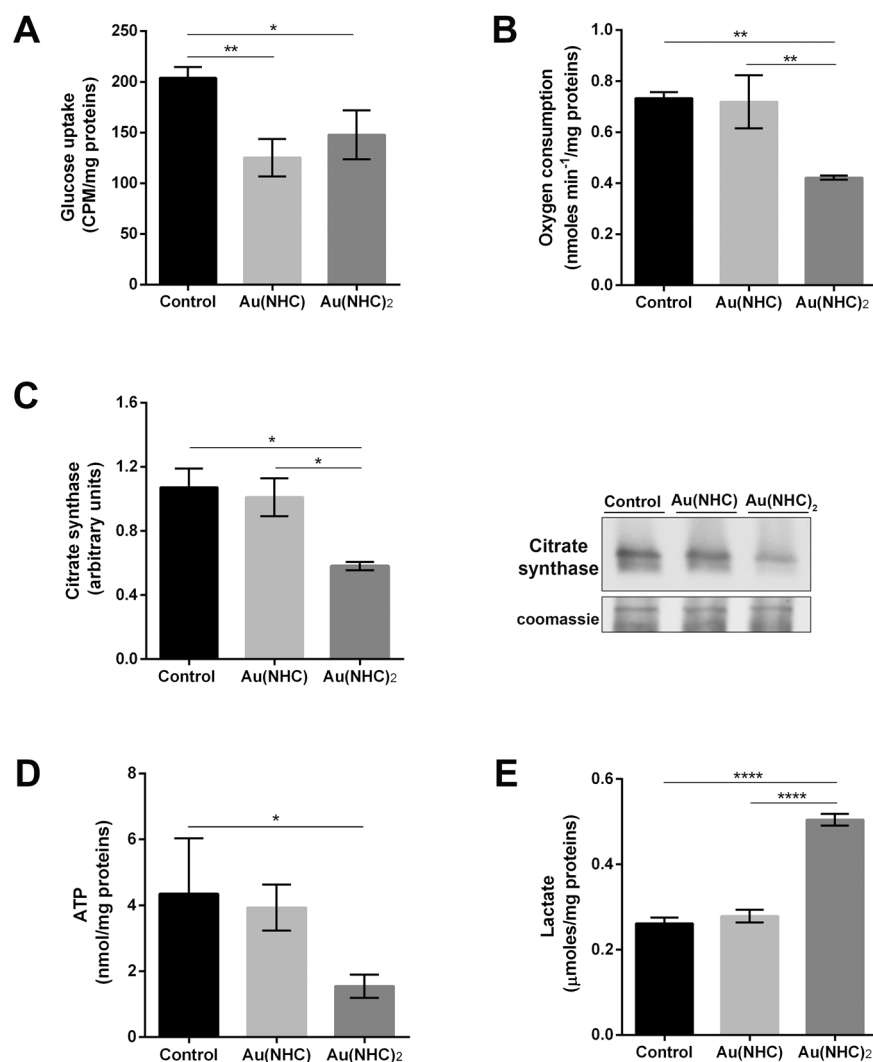 A
Glucose uptake
(CPM/mg proteins)
250
200
150
100
50
0
*
**
Control Au(NHC) Au(NHC)2
B
Oxygen consumption
(nmoles min-1/mg proteins)
1.0
0.8
0.6
0.4
0.2
0.0
**
**
Control Au(NHC) Au(NHC)2
C
Citrate synthase
(arbitrary units)
1.6
1.2
0.8
0.4
0.0
*
*
Control Au(NHC) Au(NHC)2
Control Au(NHC) Au(NHC)2
Citrate
synthase
coomassie
D
ATP
(nmol/mg proteins)
8
6
4
2
0
*
Control Au(NHC) Au(NHC)2
E
Lactate
(μmoles/mg proteins)
0.6
0.4
0.2
0.0
****
****
Control Au(NHC) Au(NHC)2